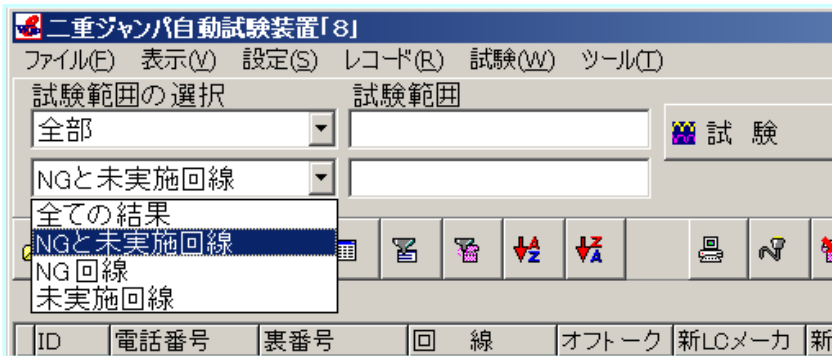 二重ジャンパ自動試験装置「8」
ファイル(F) 表示(V) 設定(S) レコード(R) 試験(W) ツール(T)
試験範囲の選択 試験範囲
全部
試 験
NGと未実施回線
全ての結果
NGと未実施回線
NG回線
未実施回線
ID 電話番号 裏番号 回 線 オフトーク 新LCメーカ 新